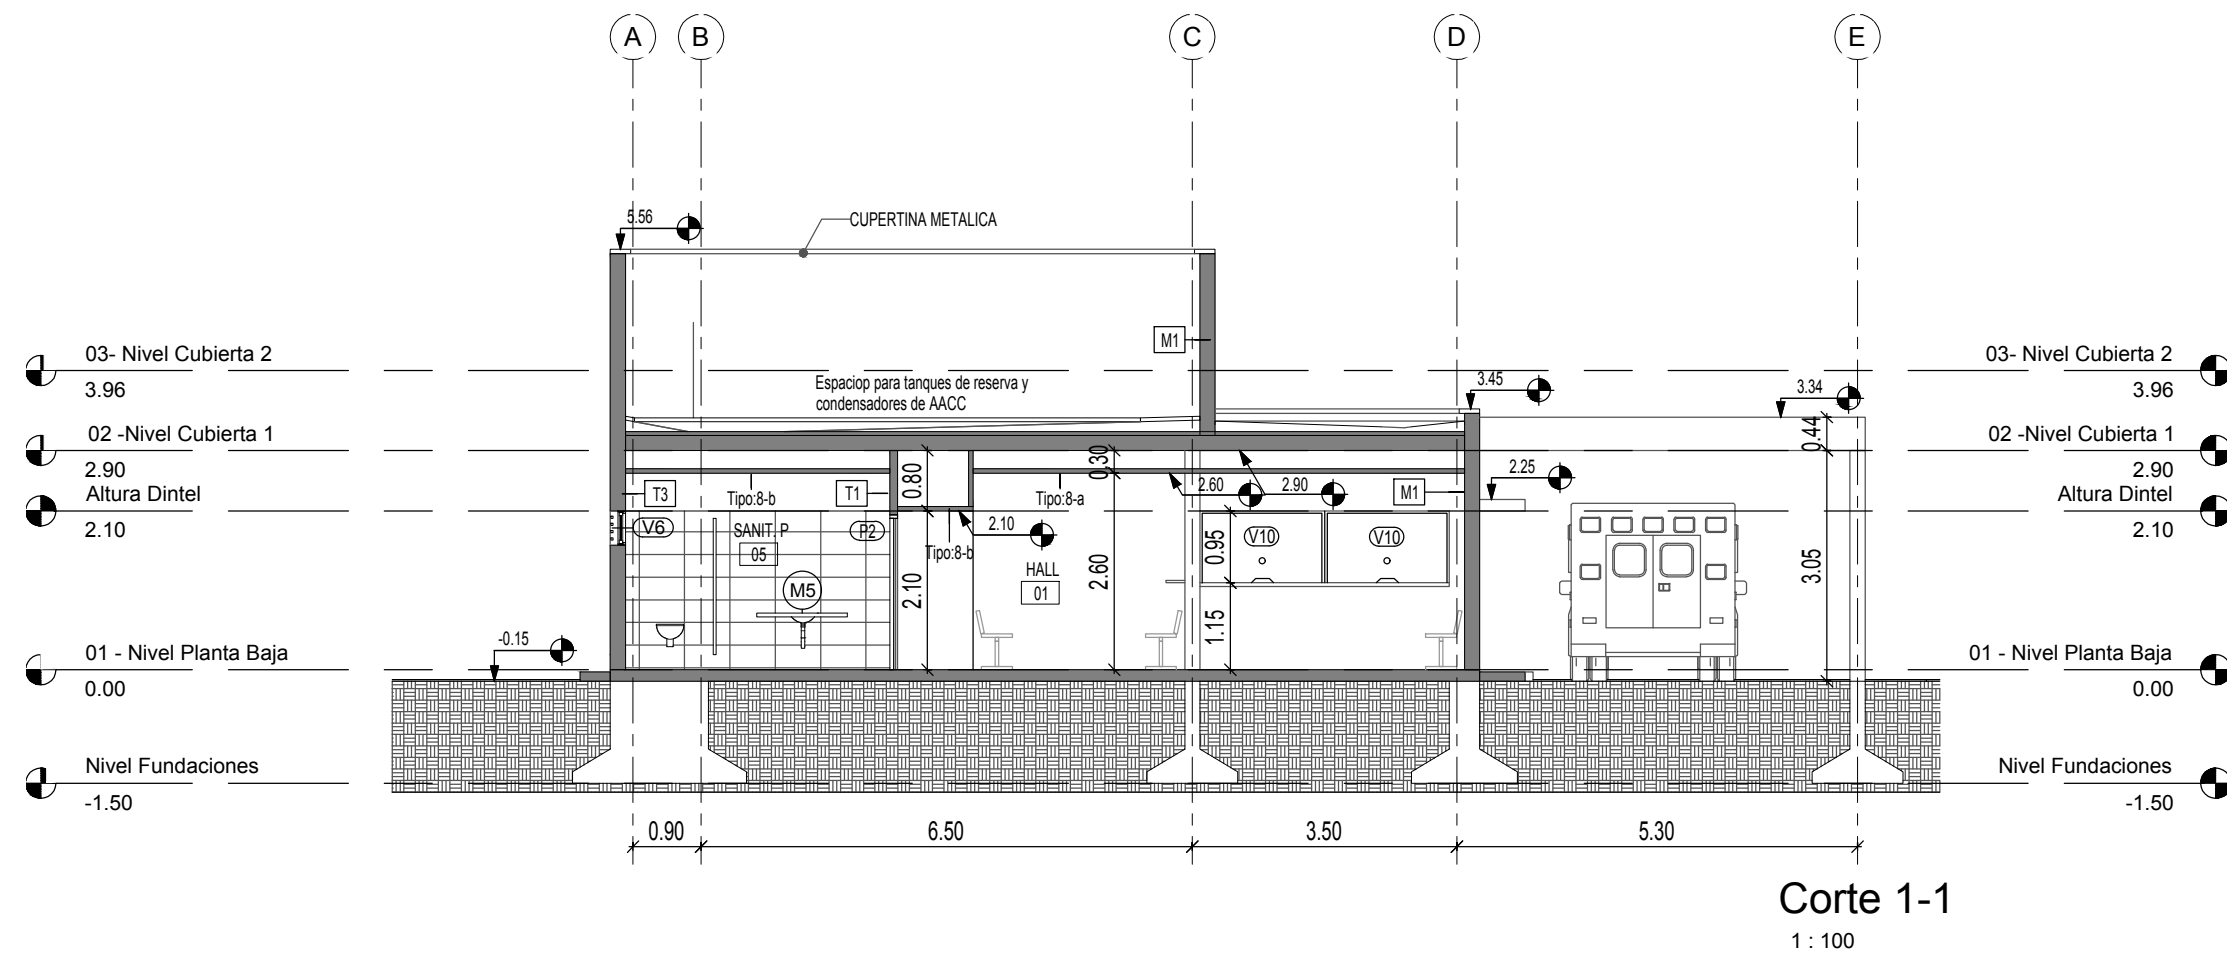 A B C D E
5.56
CUPERTINA METALICA
M1
03- Nivel Cubierta 2
3.96
03- Nivel Cubierta 2
3.96
Espaciop para tanques de reserva y
condensadores de AACC
3.45
3.34
0.44
02 -Nivel Cubierta 1
2.90
02 -Nivel Cubierta 1
2.90
0.80
0.30
2.60
2.90
2.25
T3
Tipo:8-b
T1
Tipo:8-a
M1
Altura Dintel
2.10
Altura Dintel
2.10
V6
SANIT. P
05
P2
2.10
Tipo:8-b
V10
V10
0.95
HALL
01
2.60
3.05
M5
2.10
1.15
-0.15
01 - Nivel Planta Baja
0.00
01 - Nivel Planta Baja
0.00
Nivel Fundaciones
-1.50
Nivel Fundaciones
-1.50
0.90 6.50 3.50 5.30
Corte 1-1
1 : 100